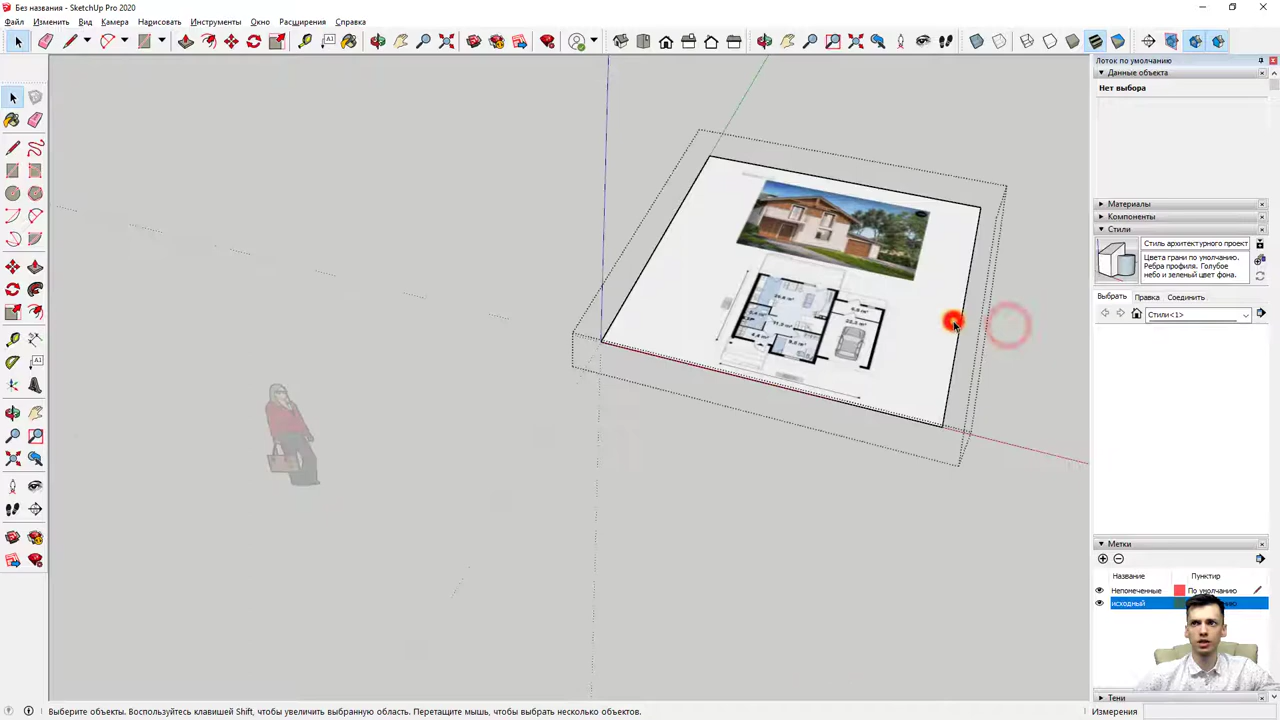 Без названия - SketchUp Pro 2020
Файл Изменить Вид Камера Нарисовать Инструменты Окно Расширения Справка
Лоток по умолчанию
Данные объекта
Нет выбора
Материалы
Компоненты
Стили
Стиль архитектурного проект
Цвета грани по умолчанию.
Ребра профиля. Голубое
небо и зеленый цвет фона.
Выбрать Правка Соединить
Стили<1>
Метки
Название Пунктир
Непомеченные По умолчанию
исходный
Тени
Выберите объекты. Воспользуйтесь клавишей Shift, чтобы увеличить выбранную область. Перетащите мышь, чтобы выбрать несколько объектов.
Измерения